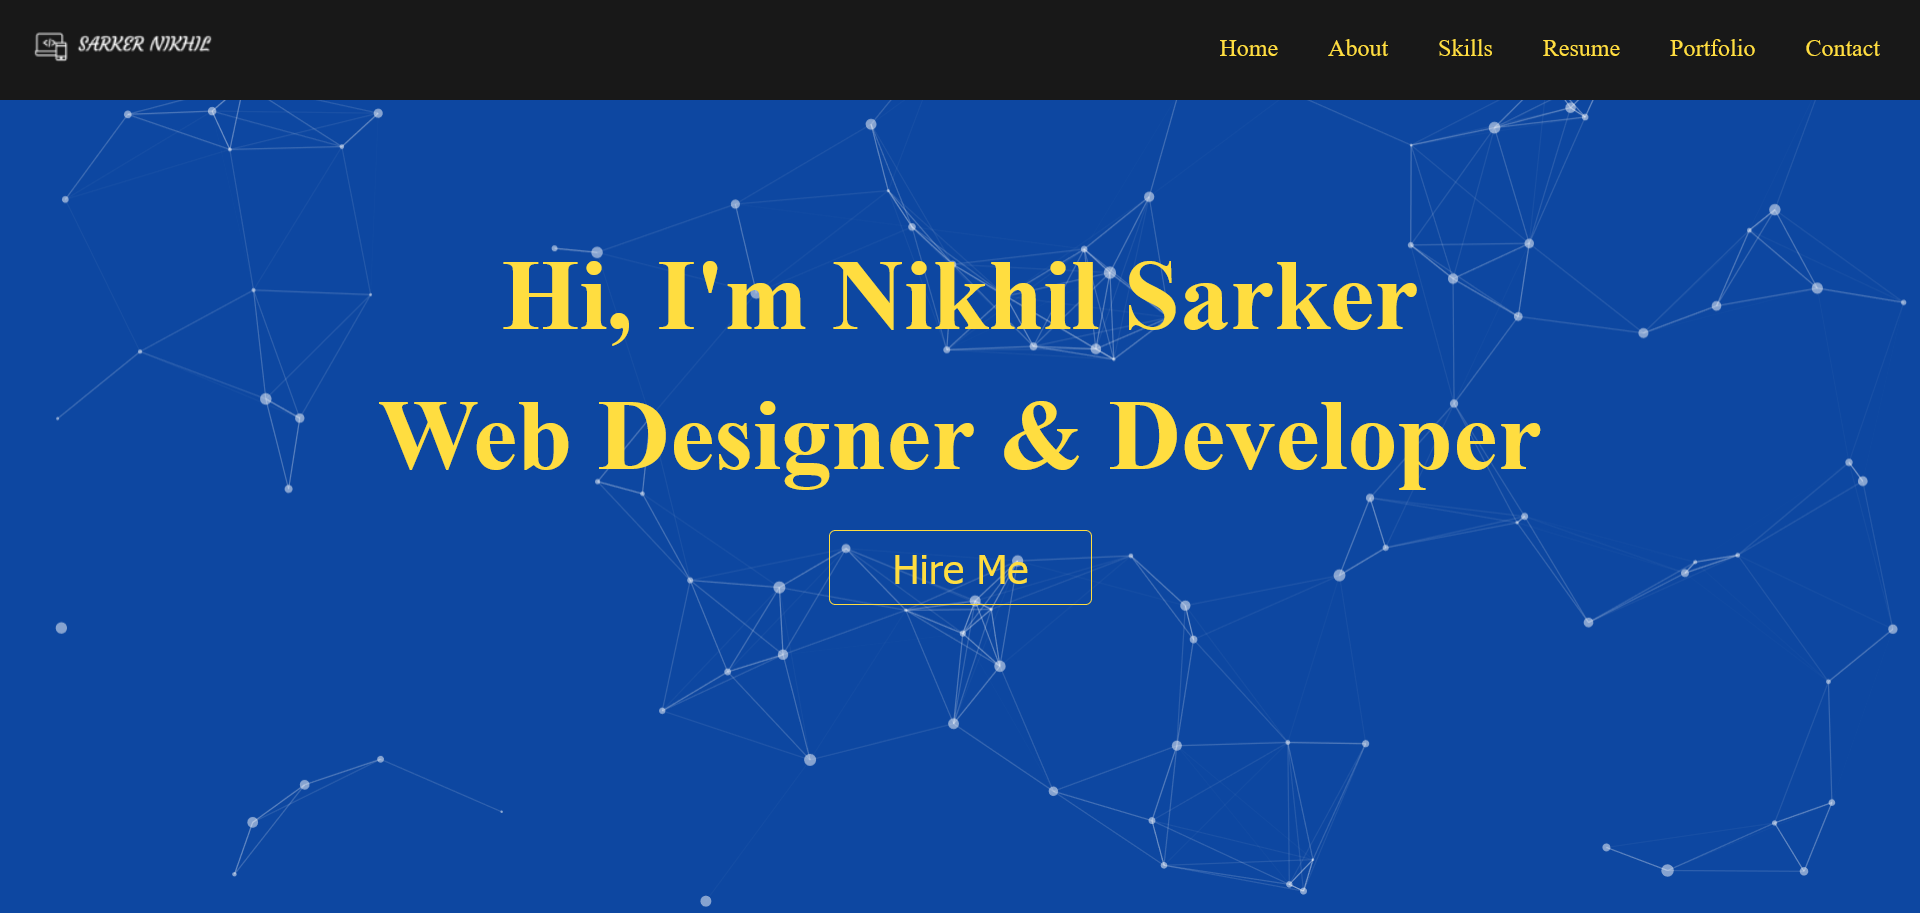 SARKER NIKHIL
Home About Skills Resume Portfolio Contact
Hi, I'm Nikhil Sarker
Web Designer & Developer
Hire Me